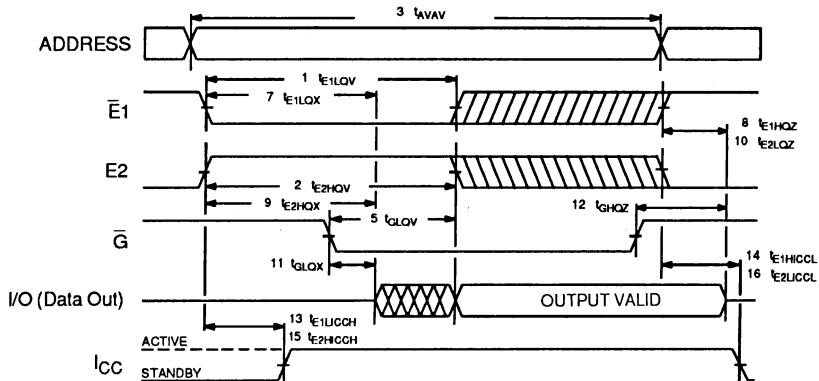 3 tAVAV
ADDRESS
1 tE1LQV
7 tE1LQX
E̅1
8 tE1HQZ
10 tE2LQZ
E2
2 tE2HQV
9 tE2HQX
12 tGHQZ
5 tGLQV
G̅
11 tGLQX
14 tE1HICCL
16 tE2LICCL
I/O (Data Out)
OUTPUT VALID
13 tE1LICCH
15 tE2HICCH
ACTIVE
ICC
STANDBY